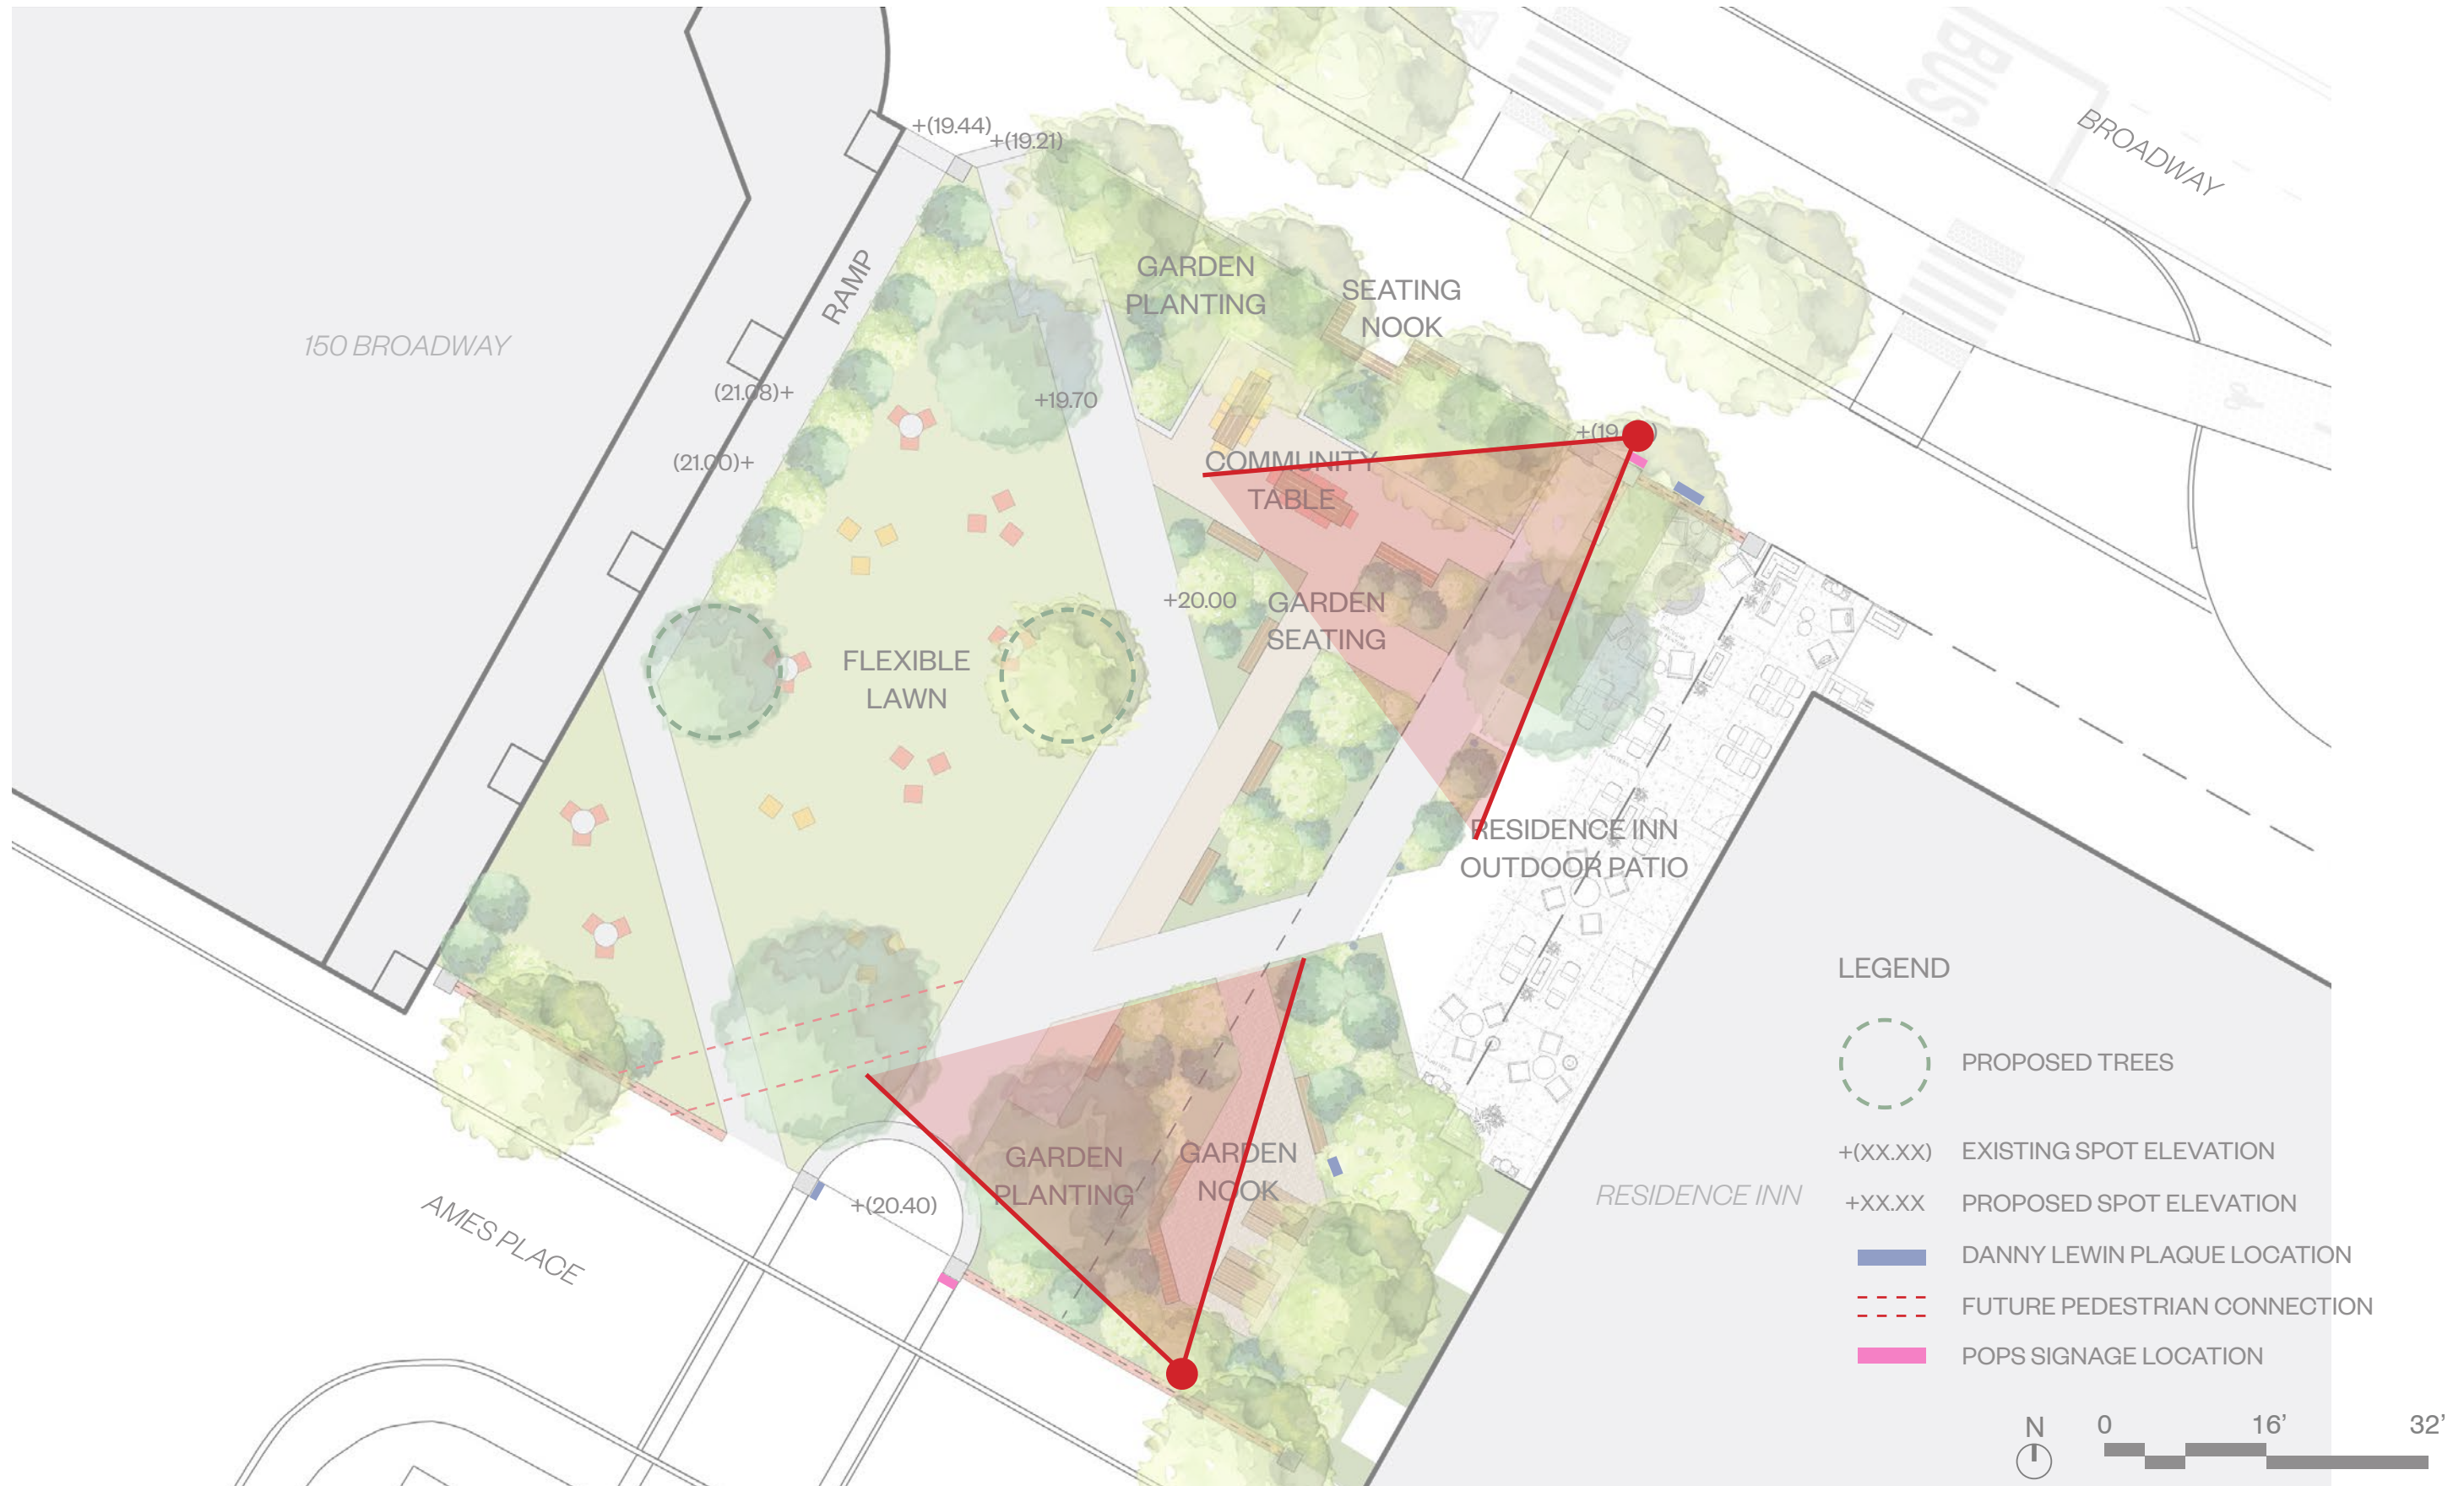 BUS
BROADWAY
+(19.44)
+(19.21)
RAMP
GARDEN
PLANTING
SEATING
NOOK
150 BROADWAY
(21.08)+
+19.70
(21.00)+
COMMUNITY
TABLE
+20.00
GARDEN
SEATING
FLEXIBLE
LAWN
RESIDENCE INN
OUTDOOR PATIO
GARDEN
PLANTING
GARDEN
NOOK
+(20.40)
AMES PLACE
RESIDENCE INN
LEGEND
PROPOSED TREES
+(XX.XX) EXISTING SPOT ELEVATION
+XX.XX PROPOSED SPOT ELEVATION
DANNY LEWIN PLAQUE LOCATION
FUTURE PEDESTRIAN CONNECTION
POPS SIGNAGE LOCATION
N 0 16' 32'